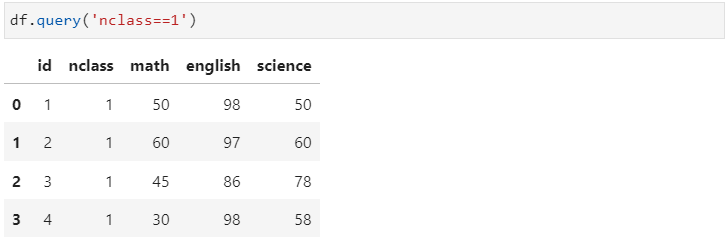 df.query('nclass==1')
id nclass math english science
0 1 1 50 98 50
1 2 1 60 97 60
2 3 1 45 86 78
3 4 1 30 98 58